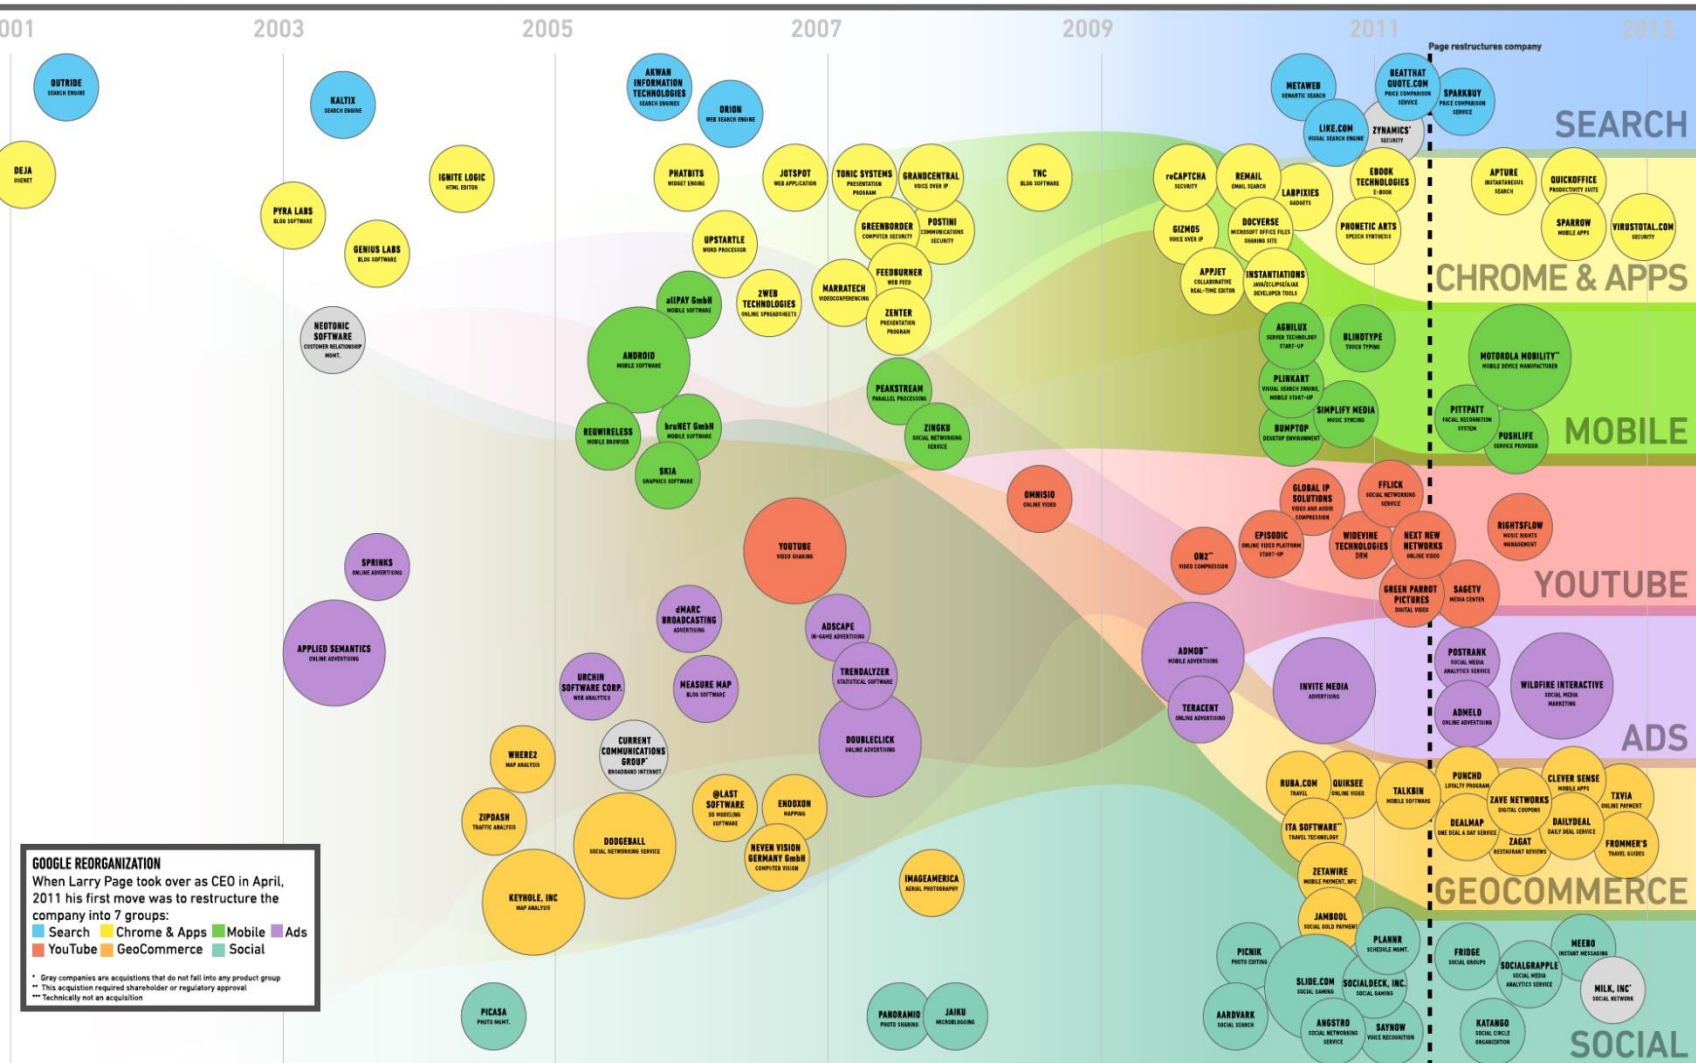 001
2003
2005
2007
2009
2011
2013
Page restructures company
OUTRIDE
SEARCH ENGINE
KALTIX
SEARCH ENGINE
AKWAN
INFORMATION
TECHNOLOGIES
SEARCH ENGINES
ORION
WEB SEARCH ENGINE
METAWEB
SEMANTIC SEARCH
LIKE.COM
VISUAL SEARCH ENGINE
BEATTHAT
QUOTE.COM
PRICE COMPARISON
SERVICE
ZYNAMICS*
SECURITY
SPARKBUY
PRICE COMPARISON
SERVICE
SEARCH
DEJA
USENET
PYRA LABS
BLOG SOFTWARE
GENIUS LABS
BLOG SOFTWARE
IGNITE LOGIC
HTML EDITOR
PHATBITS
WIDGET ENGINE
UPSTARTLE
WORD PROCESSOR
2WEB
TECHNOLOGIES
ONLINE SPREADSHEETS
JOTSPOT
WEB APPLICATION
TONIC SYSTEMS
PRESENTATION
PROGRAM
GRANDCENTRAL
VOICE OVER IP
GREENBORDER
COMPUTER SECURITY
POSTINI
COMMUNICATIONS
SECURITY
MARRATECH
VIDEOCONFERENCING
FEEDBURNER
WEB FEED
ZENTER
PRESENTATION
PROGRAM
TNC
BLOG SOFTWARE
reCAPTCHA
SECURITY
REMAIL
EMAIL SEARCH
LABPIXIES
GADGETS
GIZMO5
VOICE OVER IP
DOCVERSE
MICROSOFT OFFICE FILES
SHARING SITE
APPJET
COLLABORATIVE
REAL-TIME EDITOR
INSTANTIATIONS
JAVA/ECLIPSE/AJAX
DEVELOPER TOOLS
EBOOK
TECHNOLOGIES
E-BOOK
PHONETIC ARTS
SPEECH SYNTHESIS
APTURE
INSTANTANEOUS
SEARCH
QUICKOFFICE
PRODUCTIVITY SUITE
SPARROW
MOBILE APPS
VIRUSTOTAL.COM
SECURITY
CHROME & APPS
NEOTONIC
SOFTWARE
CUSTOMER RELATIONSHIP
MGMT.
allPAY GmbH
MOBILE SOFTWARE
ANDROID
MOBILE SOFTWARE
REQWIRELESS
MOBILE BROWSER
bruNET GmbH
MOBILE SOFTWARE
SKIA
GRAPHICS SOFTWARE
PEAKSTREAM
PARALLEL PROCESSING
ZINGKU
SOCIAL NETWORKING
SERVICE
AGNILUX
SERVER TECHNOLOGY
START-UP
BLINDTYPE
TOUCH TYPING
PLINKART
VISUAL SEARCH ENGINE,
MOBILE START-UP
SIMPLIFY MEDIA
MUSIC SYNCING
BUMPTOP
DESKTOP ENVIRONMENT
MOTOROLA MOBILITY**
MOBILE DEVICE MANUFACTURER
PITTPATT
FACIAL RECOGNITION
SYSTEM
PUSHLIFE
SERVICE PROVIDER
MOBILE
YOUTUBE
VIDEO SHARING
OMNISIO
ONLINE VIDEO
ON2**
VIDEO COMPRESSION
EPISODIC
ONLINE VIDEO PLATFORM
START-UP
GLOBAL IP
SOLUTIONS
VIDEO AND AUDIO
COMPRESSION
FFLICK
SOCIAL NETWORKING
SERVICE
WIDEVINE
TECHNOLOGIES
DRM
NEXT NEW
NETWORKS
ONLINE VIDEO
GREEN PARROT
PICTURES
DIGITAL VIDEO
SAGETV
MEDIA CENTER
RIGHTSFLOW
MUSIC RIGHTS
MANAGEMENT
YOUTUBE
SPRINKS
ONLINE ADVERTISING
APPLIED SEMANTICS
ONLINE ADVERTISING
URCHIN
SOFTWARE CORP.
WEB ANALYTICS
dMARC
BROADCASTING
ADVERTISING
MEASURE MAP
BLOG SOFTWARE
ADSCAPE
IN-GAME ADVERTISING
TRENDALYZER
STATISTICAL SOFTWARE
DOUBLECLICK
ONLINE ADVERTISING
ADMOB**
MOBILE ADVERTISING
TERACENT
ONLINE ADVERTISING
INVITE MEDIA
ADVERTISING
POSTRANK
SOCIAL MEDIA
ANALYTICS SERVICE
ADMELD
ONLINE ADVERTISING
WILDFIRE INTERACTIVE
SOCIAL MEDIA
MARKETING
ADS
WHERE2
MAP ANALYSIS
ZIPDASH
TRAFFIC ANALYSIS
KEYHOLE, INC
MAP ANALYSIS
CURRENT
COMMUNICATIONS
GROUP*
BROADBAND INTERNET
DODGEBALL
SOCIAL NETWORKING SERVICE
@LAST
SOFTWARE
3D MODELING
SOFTWARE
ENDOXON
MAPPING
NEVEN VISION
GERMANY GmbH
COMPUTER VISION
IMAGEAMERICA
AERIAL PHOTOGRAPHY
RUBA.COM
TRAVEL
QUIKSEE
ONLINE VIDEO
TALKBIN
MOBILE SOFTWARE
ITA SOFTWARE**
TRAVEL TECHNOLOGY
ZETAWIRE
MOBILE PAYMENT, NFC
JAMBOOL
SOCIAL GOLD PAYMENT
PUNCHD
LOYALTY PROGRAM
CLEVER SENSE
MOBILE APPS
TXVIA
ONLINE PAYMENT
ZAVE NETWORKS
DIGITAL COUPONS
DEALMAP
ONE DEAL A DAY SERVICE
DAILYDEAL
DAILY DEAL SERVICE
ZAGAT
RESTAURANT REVIEWS
FROMMER'S
TRAVEL GUIDES
GEOCOMMERCE
PICASA
PHOTO MGMT.
PANORAMIO
PHOTO SHARING
JAIKU
MICROBLOGGING
PICNIK
PHOTO EDITING
AARDVARK
SOCIAL SEARCH
SLIDE.COM
SOCIAL GAMING
PLANNR
SCHEDULE MGMT.
SOCIALDECK, INC.
SOCIAL GAMING
ANGSTRO
SOCIAL NETWORKING
SERVICE
SAYNOW
VOICE RECOGNITION
FRIDGE
SOCIAL GROUPS
MEEBO
INSTANT MESSAGING
SOCIALGRAPPLE
SOCIAL MEDIA
ANALYTICS SERVICE
MILK, INC*
SOCIAL NETWORK
KATANGO
SOCIAL CIRCLE
ORGANIZATION
SOCIAL
GOOGLE REORGANIZATION
When Larry Page took over as CEO in April,
2011 his first move was to restructure the
company into 7 groups:
Search Chrome & Apps Mobile Ads
YouTube GeoCommerce Social
* Gray companies are acquistions that do not fall into any product group
** This acquistion required shareholder or regulatory approval
*** Technically not an acquisition